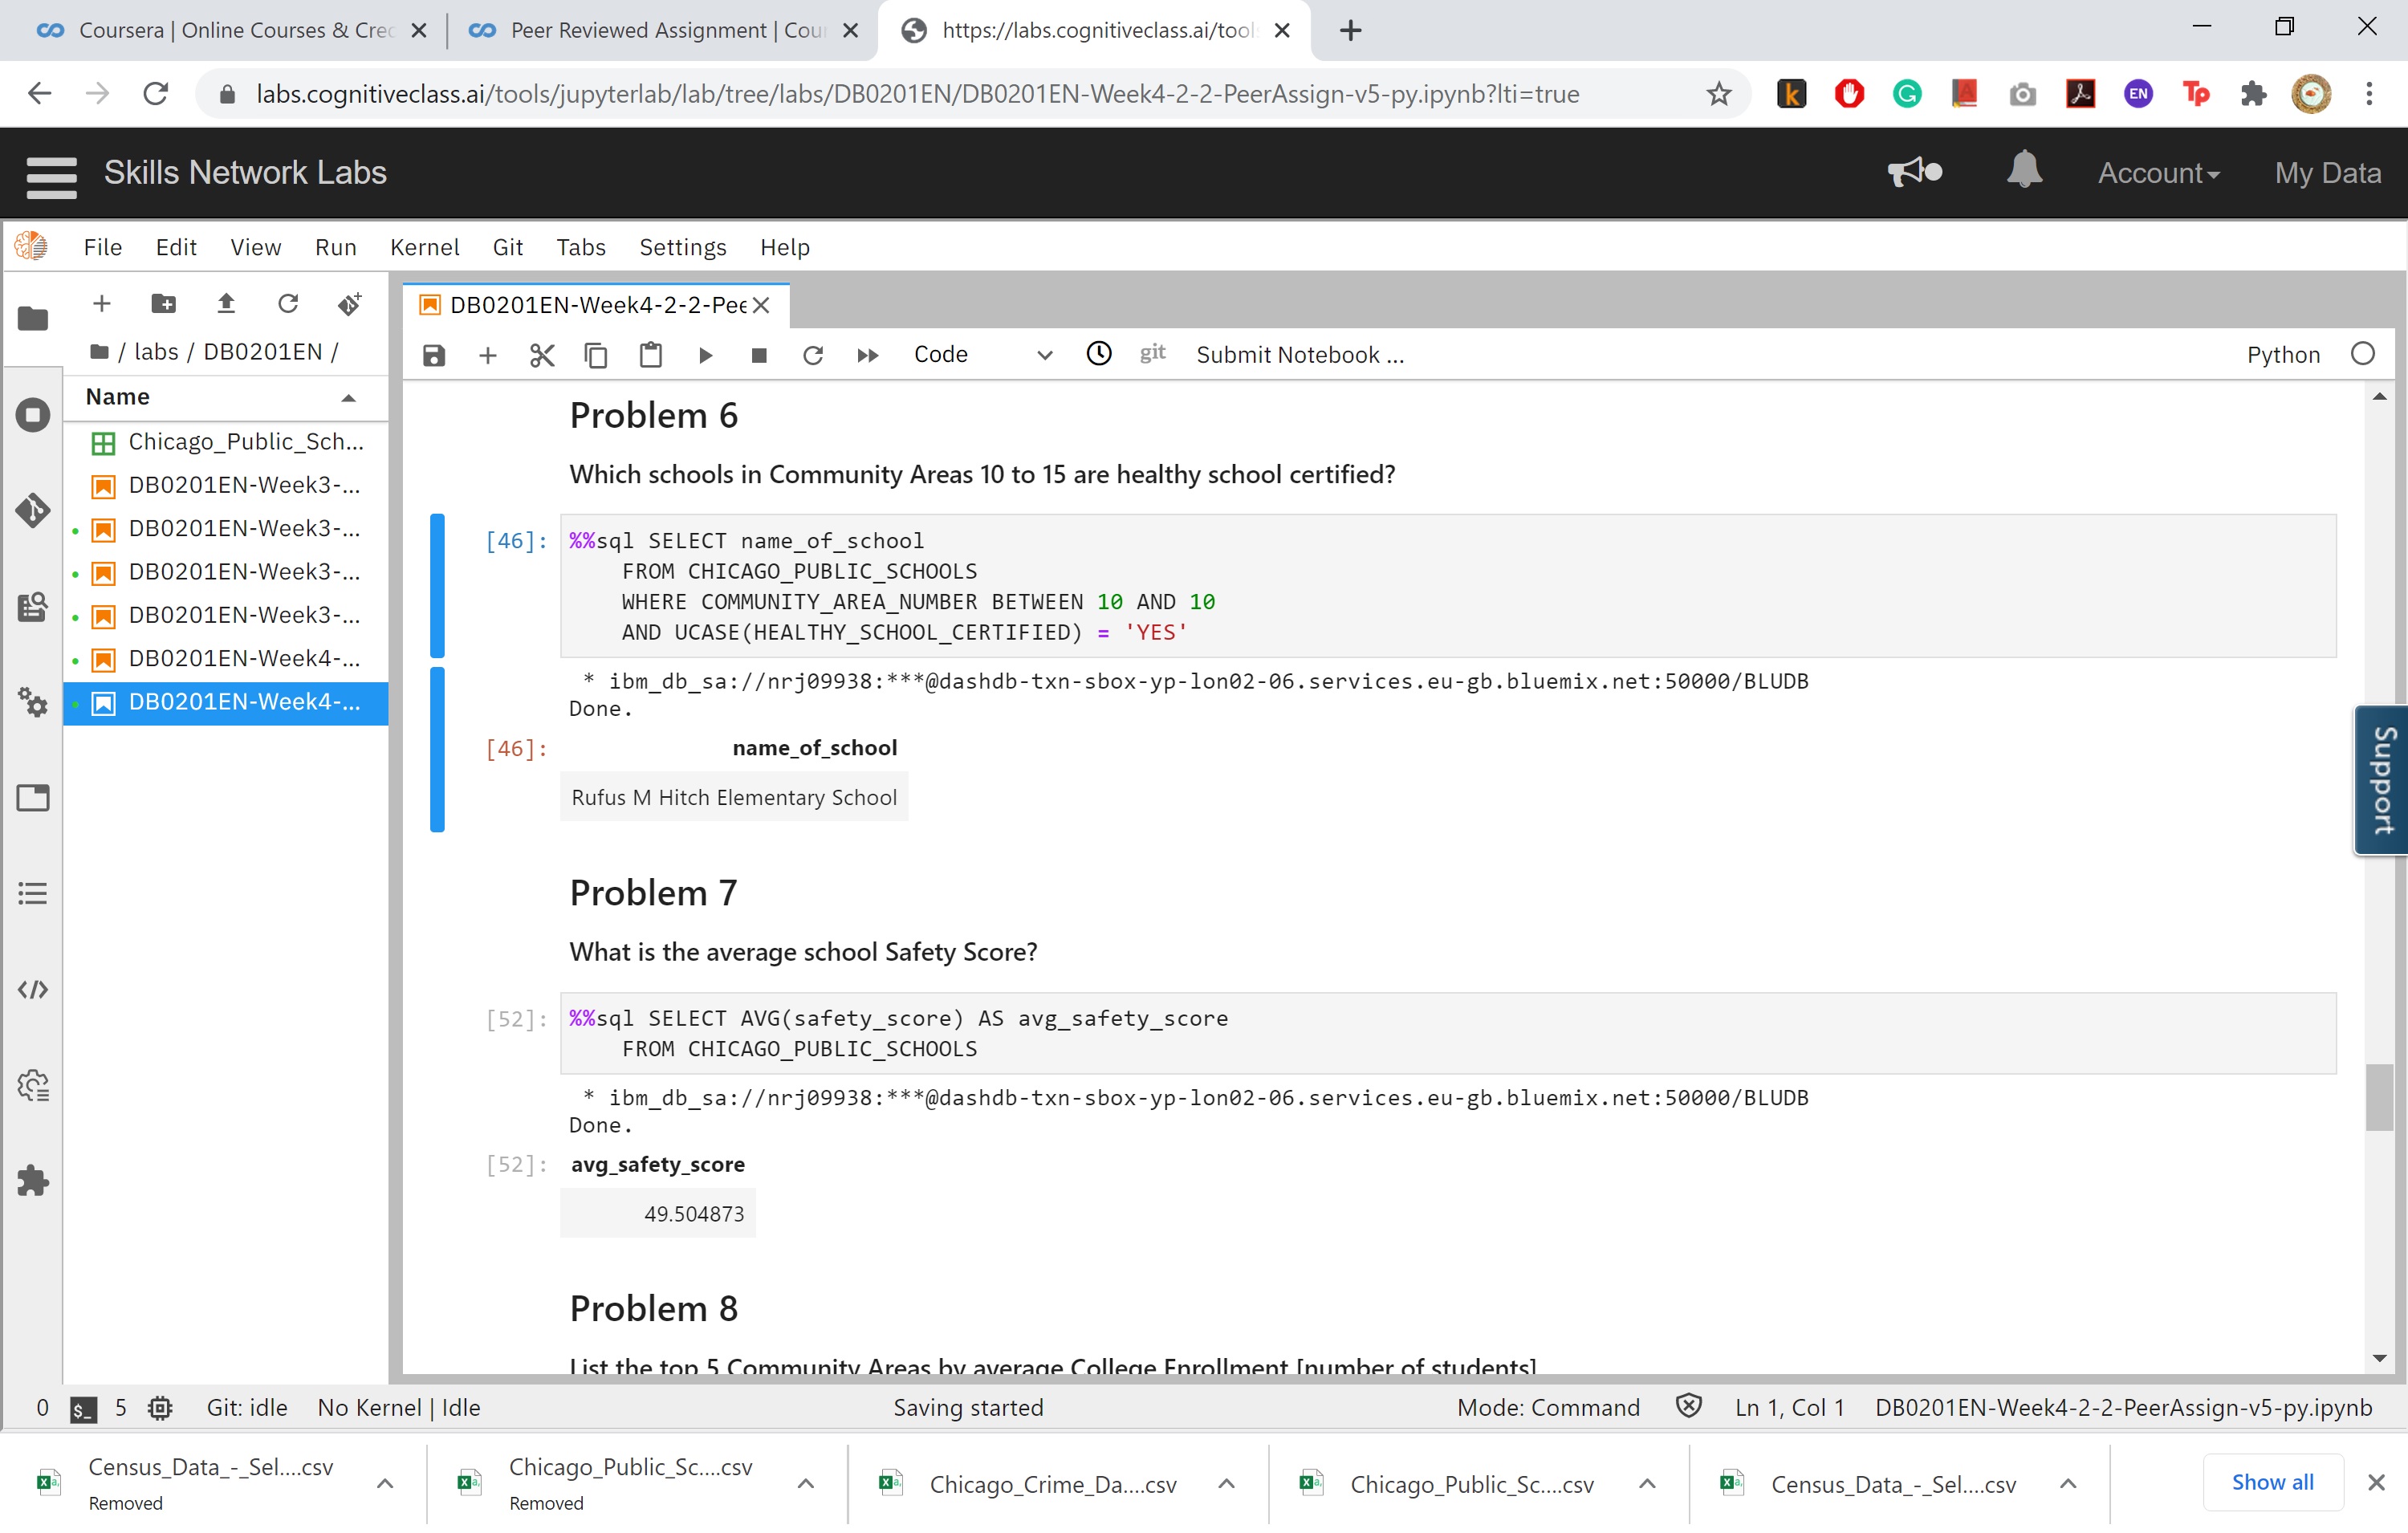 Coursera | Online Courses & Crec
Peer Reviewed Assignment | Cou
https://labs.cognitiveclass.ai/tool
labs.cognitiveclass.ai/tools/jupyterlab/lab/tree/labs/DB0201EN/DB0201EN-Week4-2-2-PeerAssign-v5-py.ipynb?lti=true
k
G
A
EN
Tp
Skills Network Labs
Account
My Data
File Edit View Run Kernel Git Tabs Settings Help
/ labs / DB0201EN /
Name
Chicago_Public_Sch...
DB0201EN-Week3-...
DB0201EN-Week3-...
DB0201EN-Week3-...
DB0201EN-Week3-...
DB0201EN-Week4-...
DB0201EN-Week4-...
DB0201EN-Week4-2-2-Pee
Code
git
Submit Notebook ...
Python
Problem 6
Which schools in Community Areas 10 to 15 are healthy school certified?
[46]: %%sql SELECT name_of_school
FROM CHICAGO_PUBLIC_SCHOOLS
WHERE COMMUNITY_AREA_NUMBER BETWEEN 10 AND 10
AND UCASE(HEALTHY_SCHOOL_CERTIFIED) = 'YES'
* ibm_db_sa://nrj09938:***@dashdb-txn-sbox-yp-lon02-06.services.eu-gb.bluemix.net:50000/BLUDB
Done.
[46]: name_of_school
Rufus M Hitch Elementary School
Problem 7
What is the average school Safety Score?
[52]: %%sql SELECT AVG(safety_score) AS avg_safety_score
FROM CHICAGO_PUBLIC_SCHOOLS
* ibm_db_sa://nrj09938:***@dashdb-txn-sbox-yp-lon02-06.services.eu-gb.bluemix.net:50000/BLUDB
Done.
[52]: avg_safety_score
49.504873
Problem 8
List the top 5 Community Areas by average College Enrollment [number of students]
Support
0 $_ 5 Git: idle No Kernel | Idle Saving started Mode: Command Ln 1, Col 1 DB0201EN-Week4-2-2-PeerAssign-v5-py.ipynb
Census_Data_-_Sel....csv
Removed
Chicago_Public_Sc....csv
Removed
Chicago_Crime_Da....csv
Chicago_Public_Sc....csv
Census_Data_-_Sel....csv
Show all